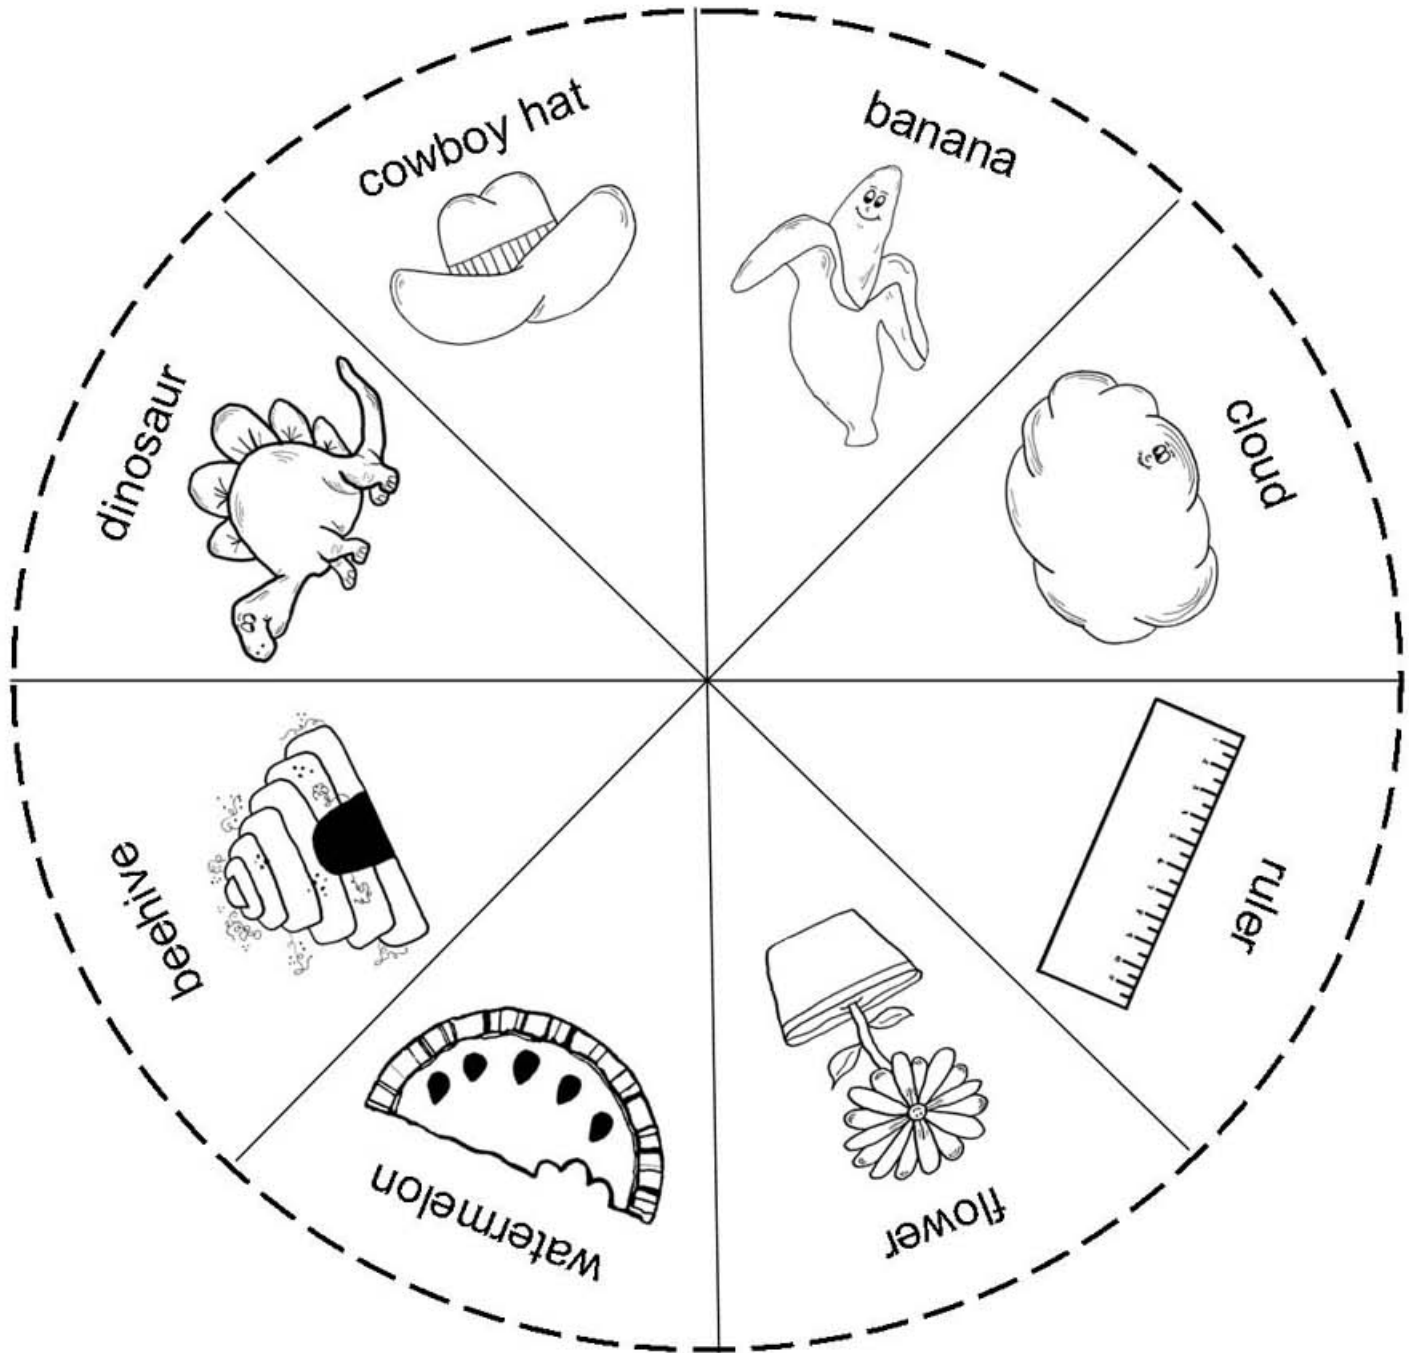 cowboy hat
banana
cloud
ruler
flower
watermelon
beehive
dinosaur